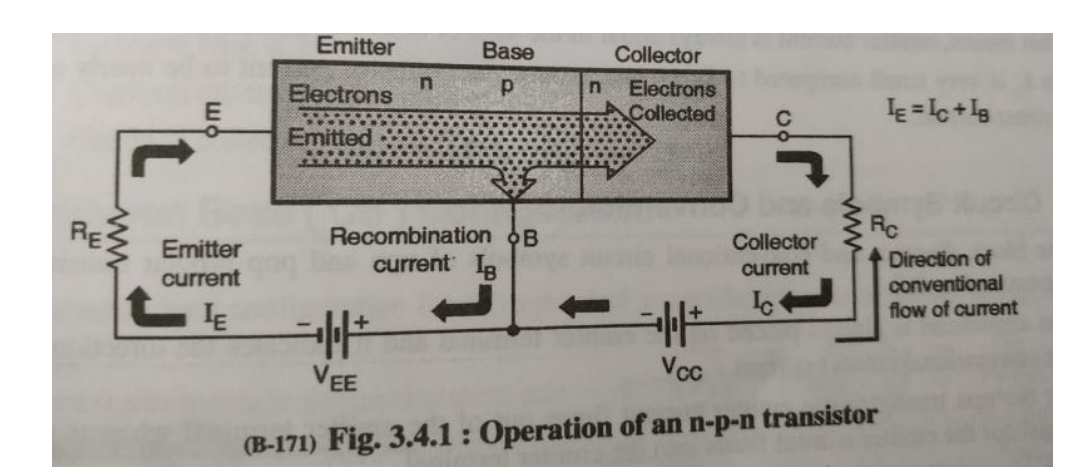 Emitter Base Collector
n p n
Electrons
Emitted
Electrons
Collected
E
C
I_E = I_C + I_B
R_E
Emitter
current
I_E
Recombination
current I_B
B
Collector
current
I_C
R_C
Direction of
conventional
flow of current
- +
V_EE
- +
V_CC
(B-171) Fig. 3.4.1 : Operation of an n-p-n transistor